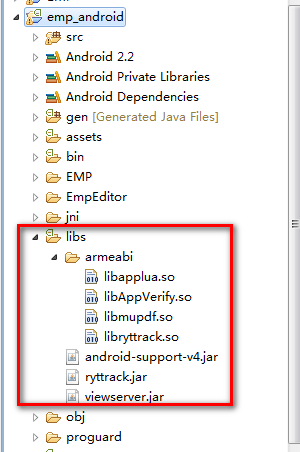 emp_android
src
Android 2.2
Android Private Libraries
Android Dependencies
gen [Generated Java Files]
assets
bin
EMP
EmpEditor
jni
libs
armeabi
libapplua.so
libAppVerify.so
libmupdf.so
libryttrack.so
android-support-v4.jar
ryttrack.jar
viewserver.jar
obj
proguard